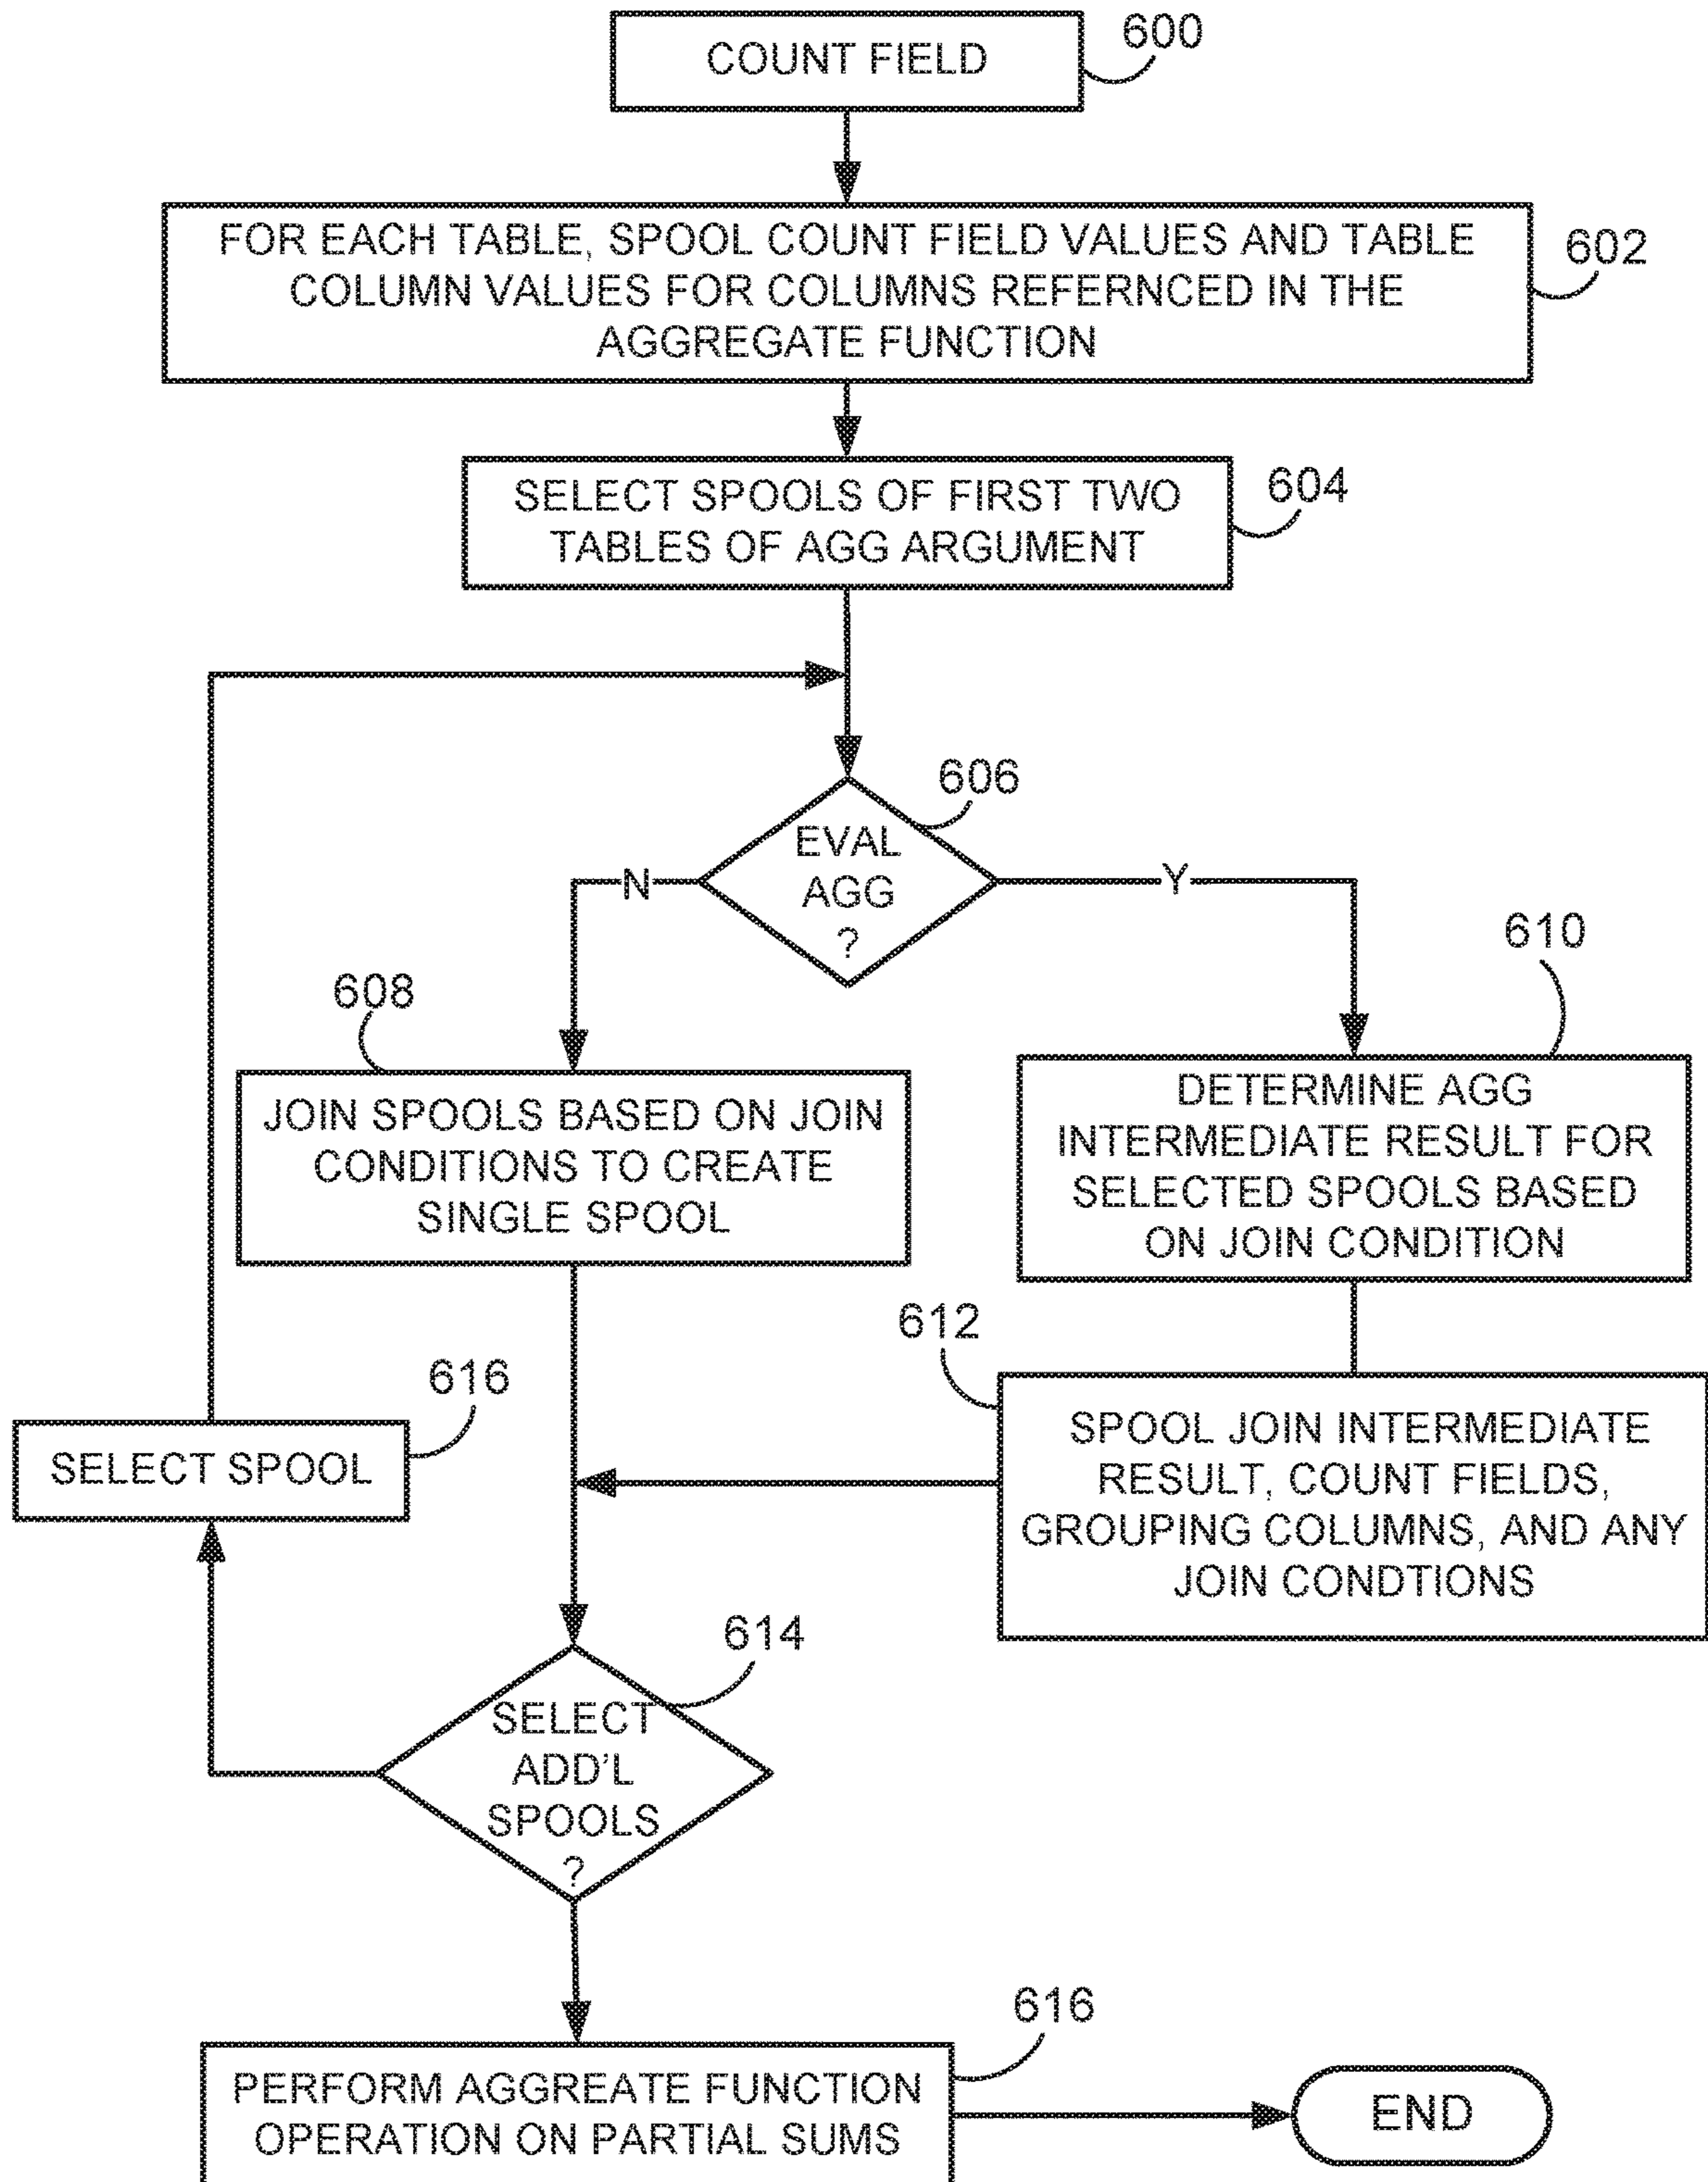 COUNT FIELD
600
FOR EACH TABLE, SPOOL COUNT FIELD VALUES AND TABLE
COLUMN VALUES FOR COLUMNS REFERNCED IN THE
AGGREGATE FUNCTION
602
SELECT SPOOLS OF FIRST TWO
TABLES OF AGG ARGUMENT
604
606
EVAL
AGG
?
N
Y
608
JOIN SPOOLS BASED ON JOIN
CONDITIONS TO CREATE
SINGLE SPOOL
610
DETERMINE AGG
INTERMEDIATE RESULT FOR
SELECTED SPOOLS BASED
ON JOIN CONDITION
612
SPOOL JOIN INTERMEDIATE
RESULT, COUNT FIELDS,
GROUPING COLUMNS, AND ANY
JOIN CONDTIONS
616
SELECT SPOOL
614
SELECT
ADD'L
SPOOLS
?
616
PERFORM AGGREATE FUNCTION
OPERATION ON PARTIAL SUMS
END